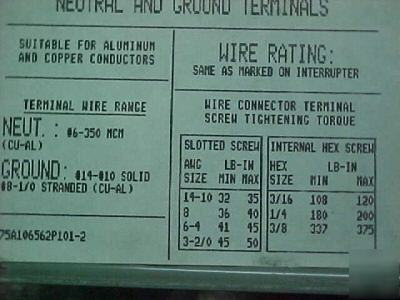 NEUTRAL AND GROUND TERMINALS
SUITABLE FOR ALUMINUM
AND COPPER CONDUCTORS
TERMINAL WIRE RANGE
NEUT.: #6-350 MCM
(CU-AL)
GROUND: #14-#10 SOLID
#8-1/0 STRANDED (CU-AL)
75A106562P101-2
WIRE RATING:
SAME AS MARKED ON INTERRUPTER
WIRE CONNECTOR TERMINAL
SCREW TIGHTENING TORQUE
SLOTTED SCREW
AWG LB-IN
SIZE MIN MAX
14-10 32 35
8 36 40
6-4 41 45
3-2/0 45 50
INTERNAL HEX SCREW
HEX LB-IN
SIZE MIN MAX
3/16 108 120
1/4 180 200
3/8 337 375